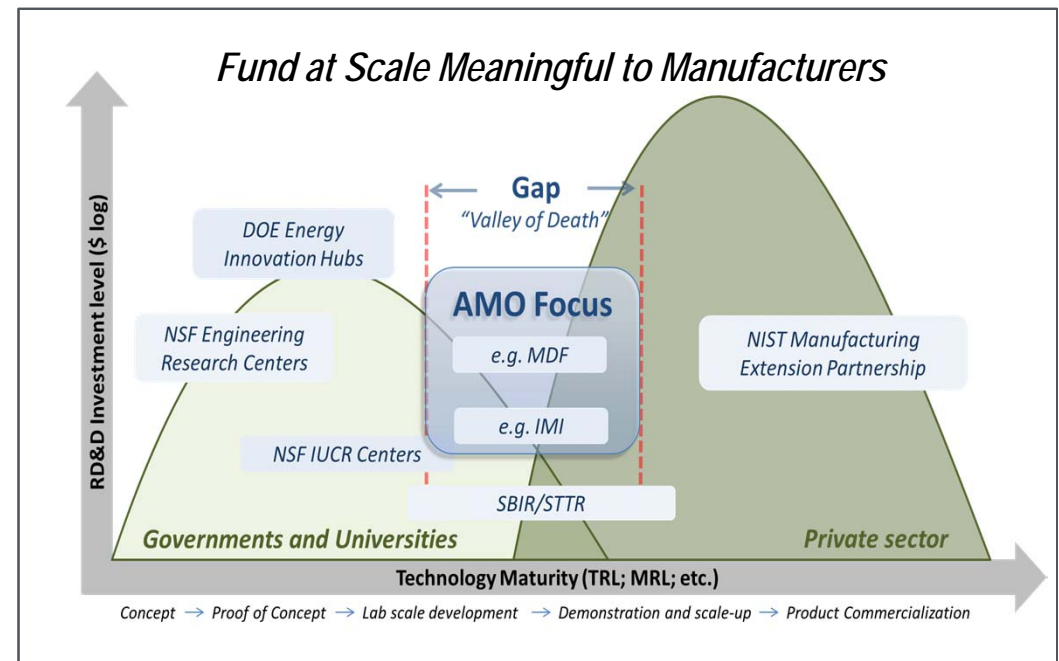 Fund at Scale Meaningful to Manufacturers
RD&D Investment level ($ log)
Gap
“Valley of Death”
DOE Energy
Innovation Hubs
AMO Focus
NSF Engineering
Research Centers
e.g. MDF
NIST Manufacturing
Extension Partnership
e.g. IMI
NSF IUCR Centers
SBIR/STTR
Governments and Universities
Private sector
Technology Maturity (TRL; MRL; etc.)
Concept → Proof of Concept → Lab scale development → Demonstration and scale-up → Product Commercialization